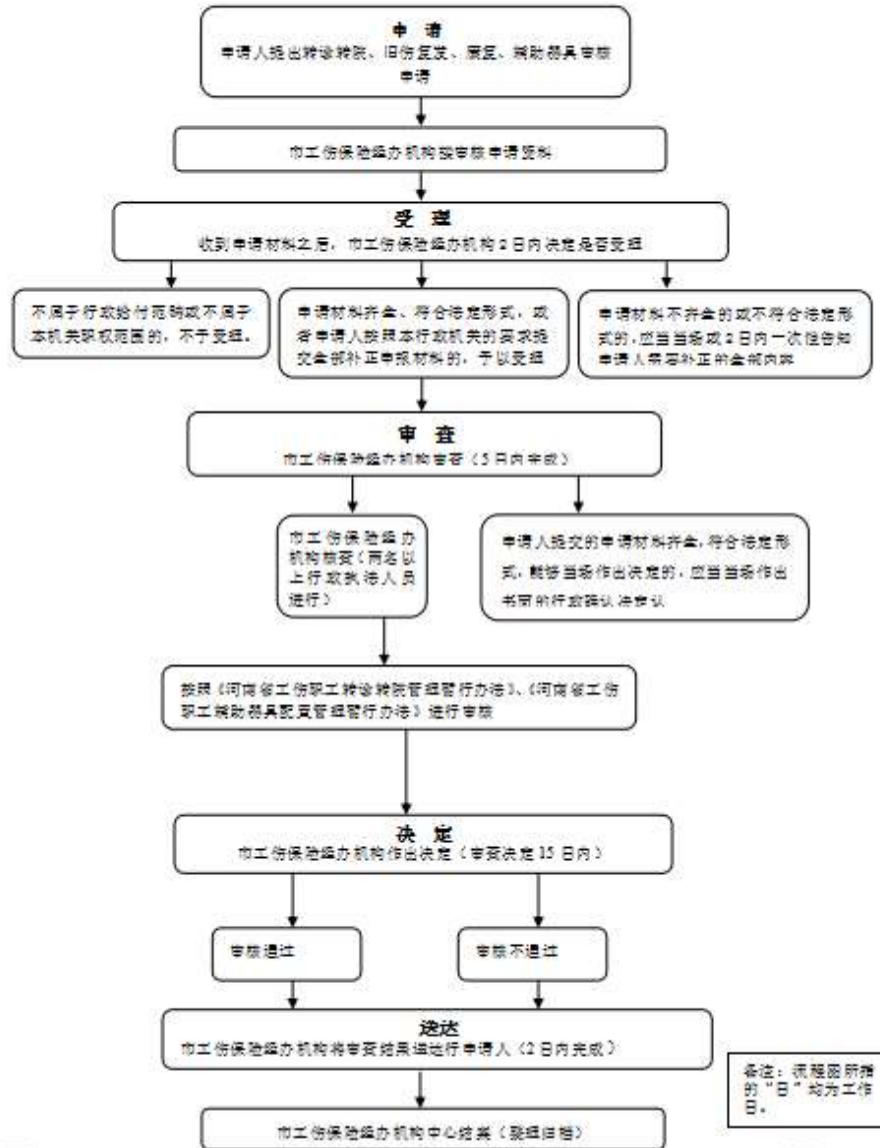 申 请
申请人提出转诊转院、旧伤复发、康复、辅助器具审核
申请
市工伤保险经办机构接审核申请资料
受 理
收到申请材料之后，市工伤保险经办机构2日内决定是否受理
不属于行政给付范畴或不属于
本机关职权范围的，不予受理。
申请材料齐全、符合法定形式，或
者申请人按照本行政机关的要求提
交全部补正申报材料的，予以受理
申请材料不齐全的或不符合法定形
式的，应当当场或2日内一次性告知
申请人需要补正的全部内容
审 查
市工伤保险经办机构审查（5日内完成）
市工伤保险经办
机构核查（两名以
上行政执法人员
进行）
申请人提交的申请材料齐全，符合法定形
式，能够当场作出决定的，应当当场作出
书面的行政确认决定认
按照《河南省工伤职工转诊转院管理暂行办法》、《河南省工伤
职工辅助器具配置管理暂行办法》进行审核
决 定
市工伤保险经办机构作出决定（审查决定15日内）
审核通过
审核不通过
送达
市工伤保险经办机构将审查结果送达行申请人（2日内完成）
备注：流程图所指
的“日”均为工作
日。
市工伤保险经办机构中心结案（整理归档）